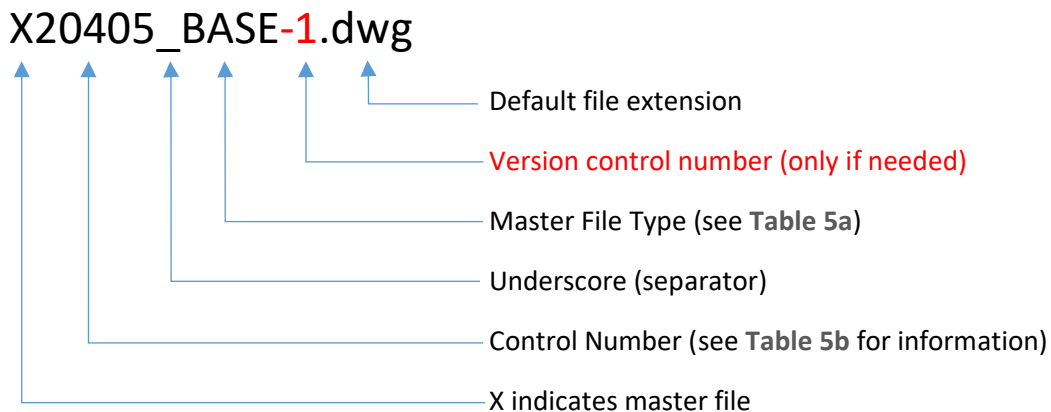 X20405_BASE-1.dwg
Default file extension
Version control number (only if needed)
Master File Type (see Table 5a)
Underscore (separator)
Control Number (see Table 5b for information)
X indicates master file